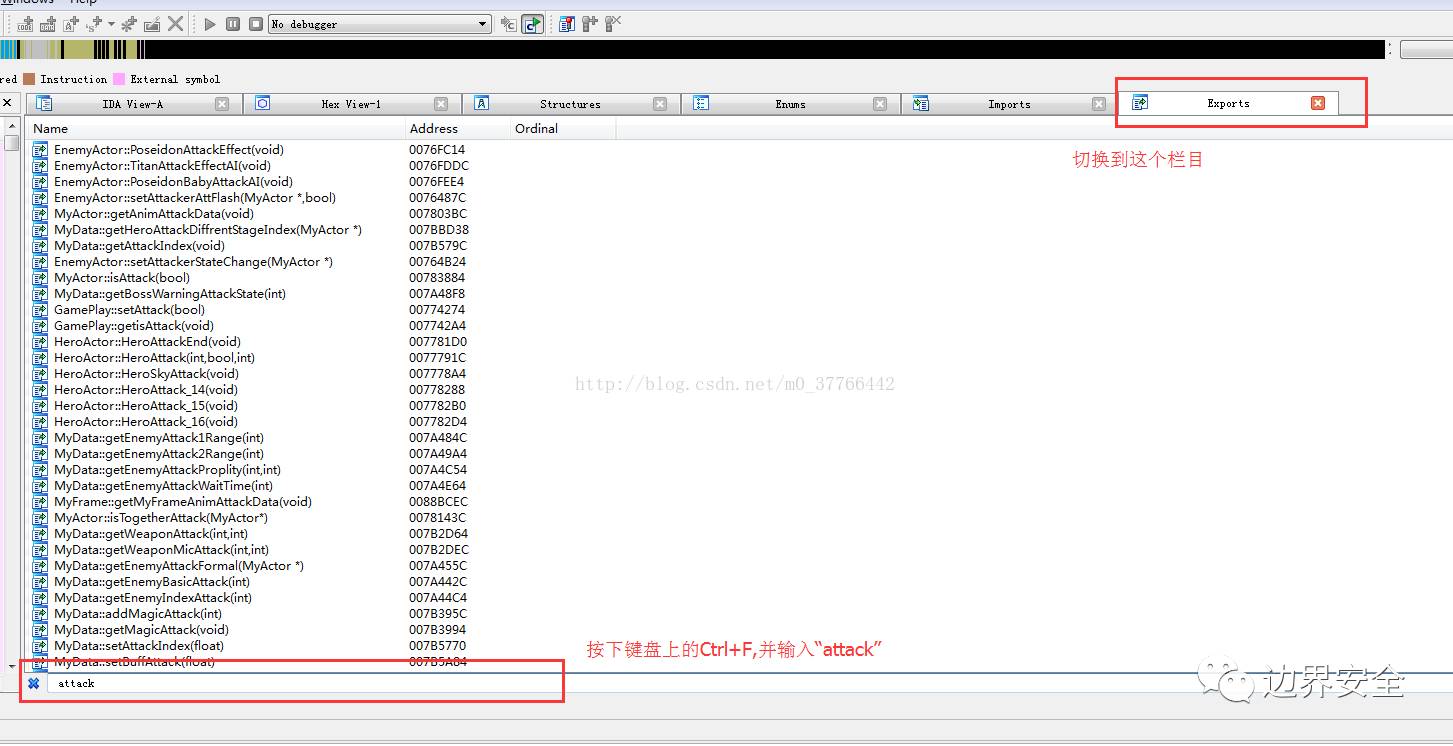 Windows Help
No debugger
red Instruction External symbol
IDA View-A Hex View-1 Structures Enums Imports Exports
Name Address Ordinal
切换到这个栏目
EnemyActor::PoseidonAttackEffect(void) 0076FC14
EnemyActor::TitanAttackEffectAI(void) 0076FDDC
EnemyActor::PoseidonBabyAttackAI(void) 0076FEE4
EnemyActor::setAttackerAttFlash(MyActor *,bool) 0076487C
MyActor::getAnimAttackData(void) 007803BC
MyData::getHeroAttackDiffrentStageIndex(MyActor *) 007BBD38
MyData::getAttackIndex(void) 007B579C
EnemyActor::setAttackerStateChange(MyActor *) 00764B24
MyActor::isAttack(bool) 00783884
MyData::getBossWarningAttackState(int) 007A48F8
GamePlay::setAttack(bool) 00774274
GamePlay::getisAttack(void) 007742A4
HeroActor::HeroAttackEnd(void) 007781D0
HeroActor::HeroAttack(int,bool,int) 0077791C
HeroActor::HeroSkyAttack(void) 007778A4
http://blog.csdn.net/m0_37766442
HeroActor::HeroAttack_14(void) 00778288
HeroActor::HeroAttack_15(void) 007782B0
HeroActor::HeroAttack_16(void) 007782D4
MyData::getEnemyAttack1Range(int) 007A484C
MyData::getEnemyAttack2Range(int) 007A49A4
MyData::getEnemyAttackProplity(int,int) 007A4C54
MyData::getEnemyAttackWaitTime(int) 007A4E64
MyFrame::getMyFrameAnimAttackData(void) 0088BCEC
MyActor::isTogetherAttack(MyActor*) 0078143C
MyData::getWeaponAttack(int,int) 007B2D64
MyData::getWeaponMicAttack(int,int) 007B2DEC
MyData::getEnemyAttackFormal(MyActor *) 007A455C
MyData::getEnemyBasicAttack(int) 007A442C
MyData::getEnemyIndexAttack(int) 007A44C4
MyData::addMagicAttack(int) 007B395C
MyData::getMagicAttack(void) 007B3994
MyData::setAttackIndex(float) 007B5770
按下键盘上的Ctrl+F,并输入“attack”
MyData::setBuffAttack(float) 007B5A84
attack
边界安全